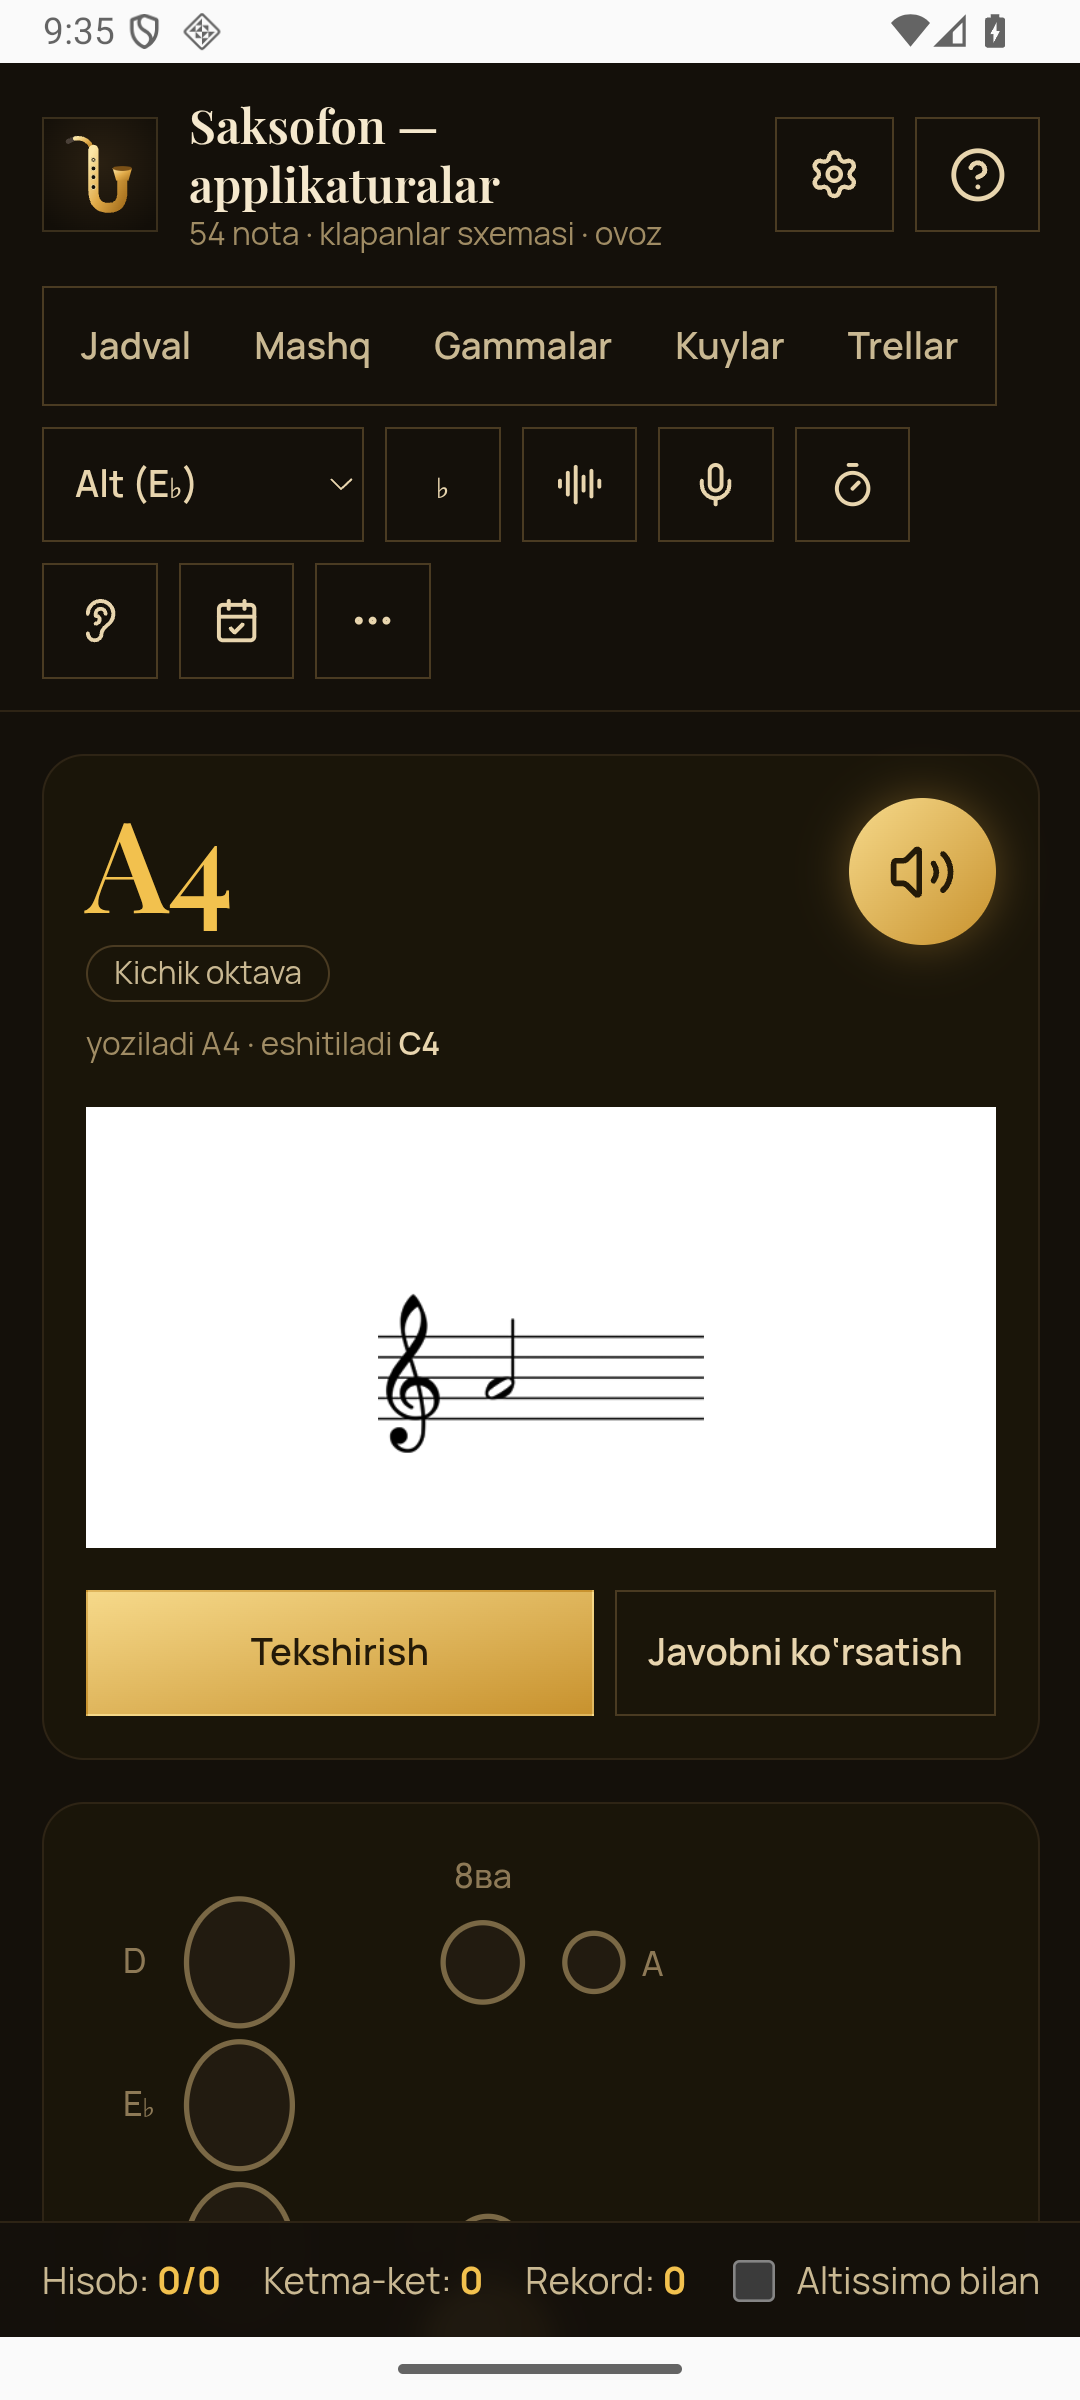 9:35
Saksofon —
applikaturalar
54 nota · klapanlar sxemasi · ovoz
Jadval Mashq Gammalar Kuylar Trellar
Alt (E♭) ♭
A4
Kichik oktava
yoziladi A4 · eshitiladi C4
Tekshirish Javobni koʻrsatish
8ва
D A
E♭
Hisob: 0/0 Ketma-ket: 0 Rekord: 0 Altissimo bilan